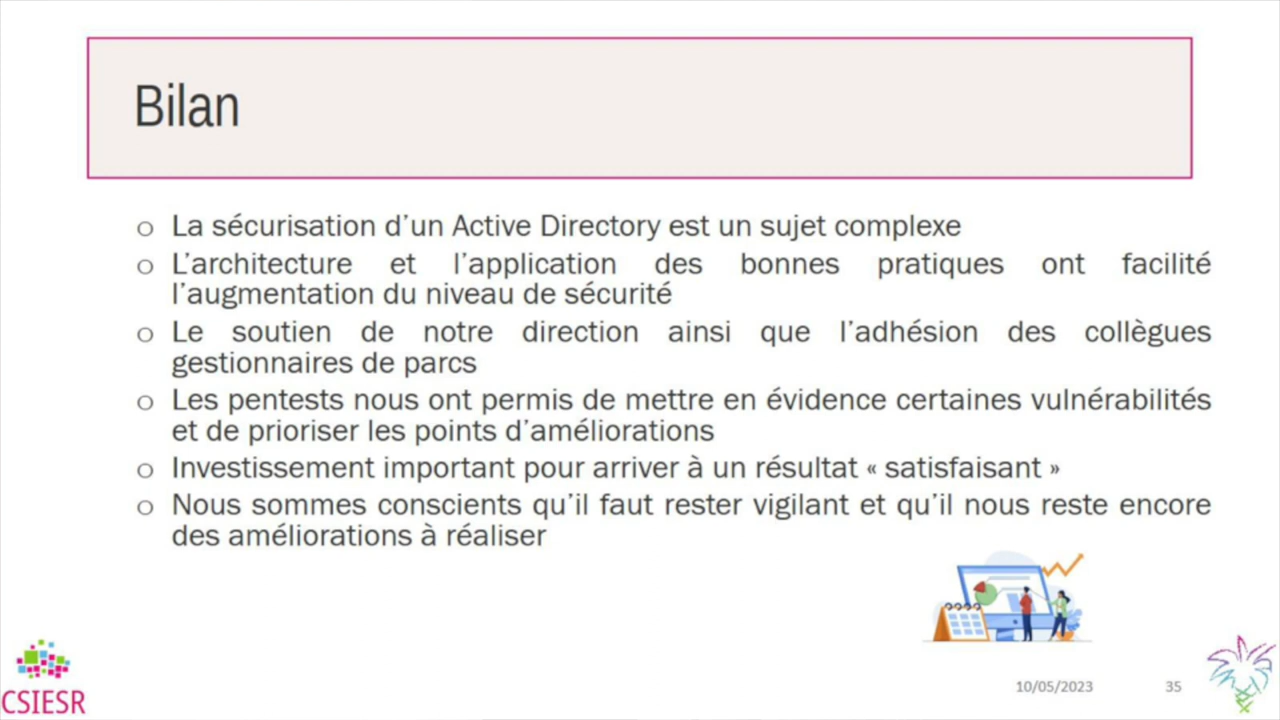 Bilan
o La sécurisation d’un Active Directory est un sujet complexe
o L’architecture et l’application des bonnes pratiques ont facilité
l’augmentation du niveau de sécurité
o Le soutien de notre direction ainsi que l’adhésion des collègues
gestionnaires de parcs
o Les pentests nous ont permis de mettre en évidence certaines vulnérabilités
et de prioriser les points d’améliorations
o Investissement important pour arriver à un résultat « satisfaisant »
o Nous sommes conscients qu’il faut rester vigilant et qu’il nous reste encore
des améliorations à réaliser
10/05/2023 35
CSIESR